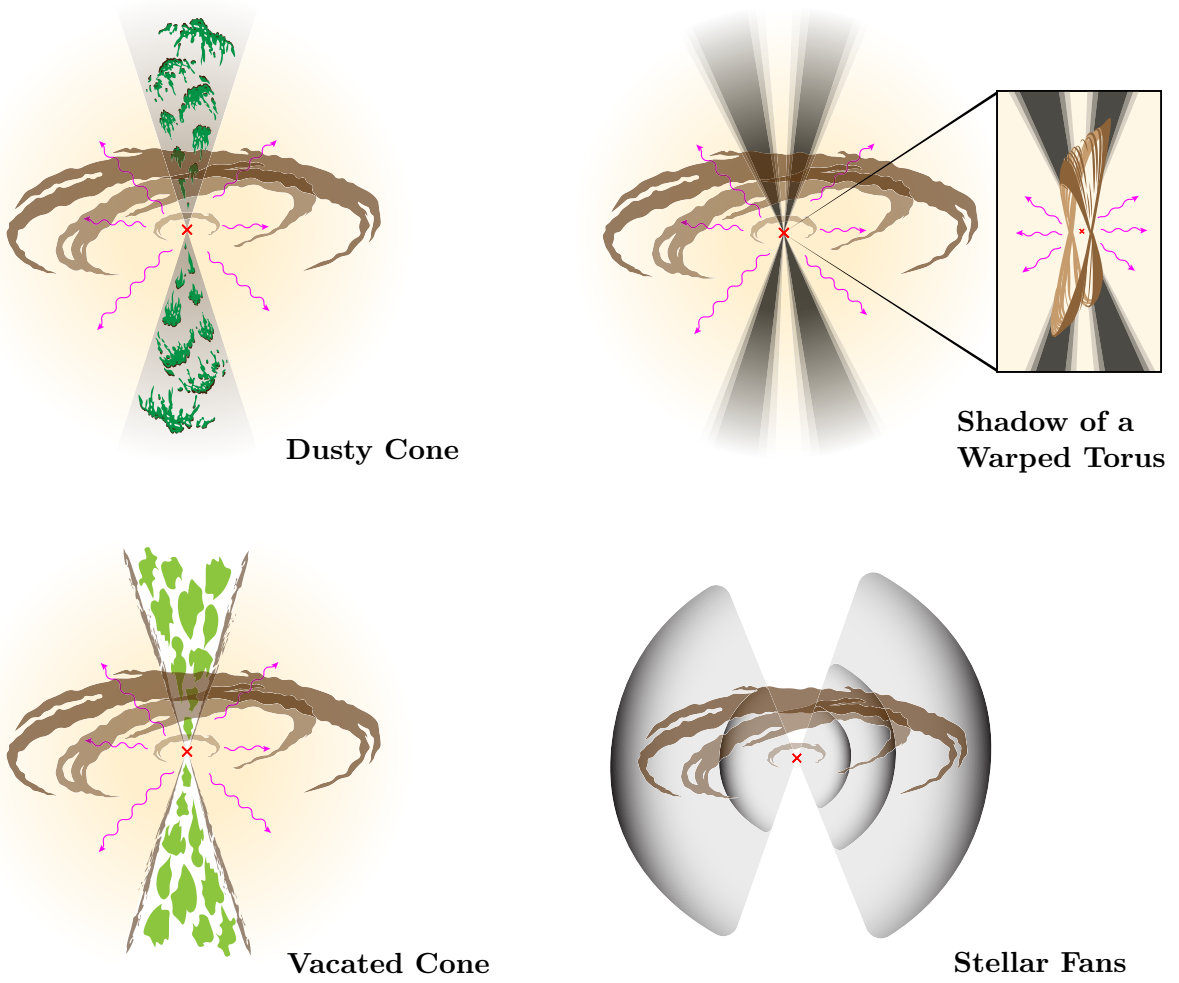 Dusty Cone
Shadow of a
Warped Torus
Vacated Cone
Stellar Fans